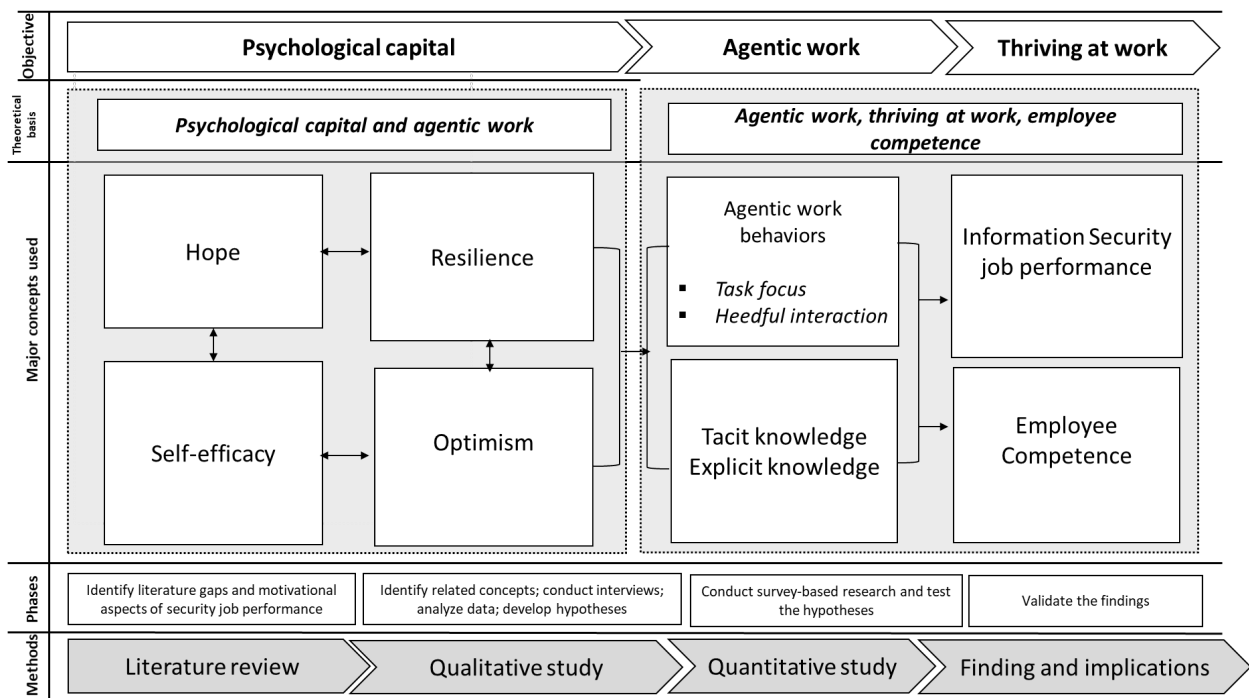 Objective
Psychological capital
Agentic work
Thriving at work
Theoretical
basis
Psychological capital and agentic work
Agentic work, thriving at work, employee
competence
Major concepts used
Hope
Resilience
Self-efficacy
Optimism
Agentic work
behaviors
▪ Task focus
▪ Heedful interaction
Tacit knowledge
Explicit knowledge
Information Security
job performance
Employee
Competence
Phases
Identify literature gaps and motivational
aspects of security job performance
Identify related concepts; conduct interviews;
analyze data; develop hypotheses
Conduct survey-based research and test
the hypotheses
Validate the findings
Methods
Literature review
Qualitative study
Quantitative study
Finding and implications